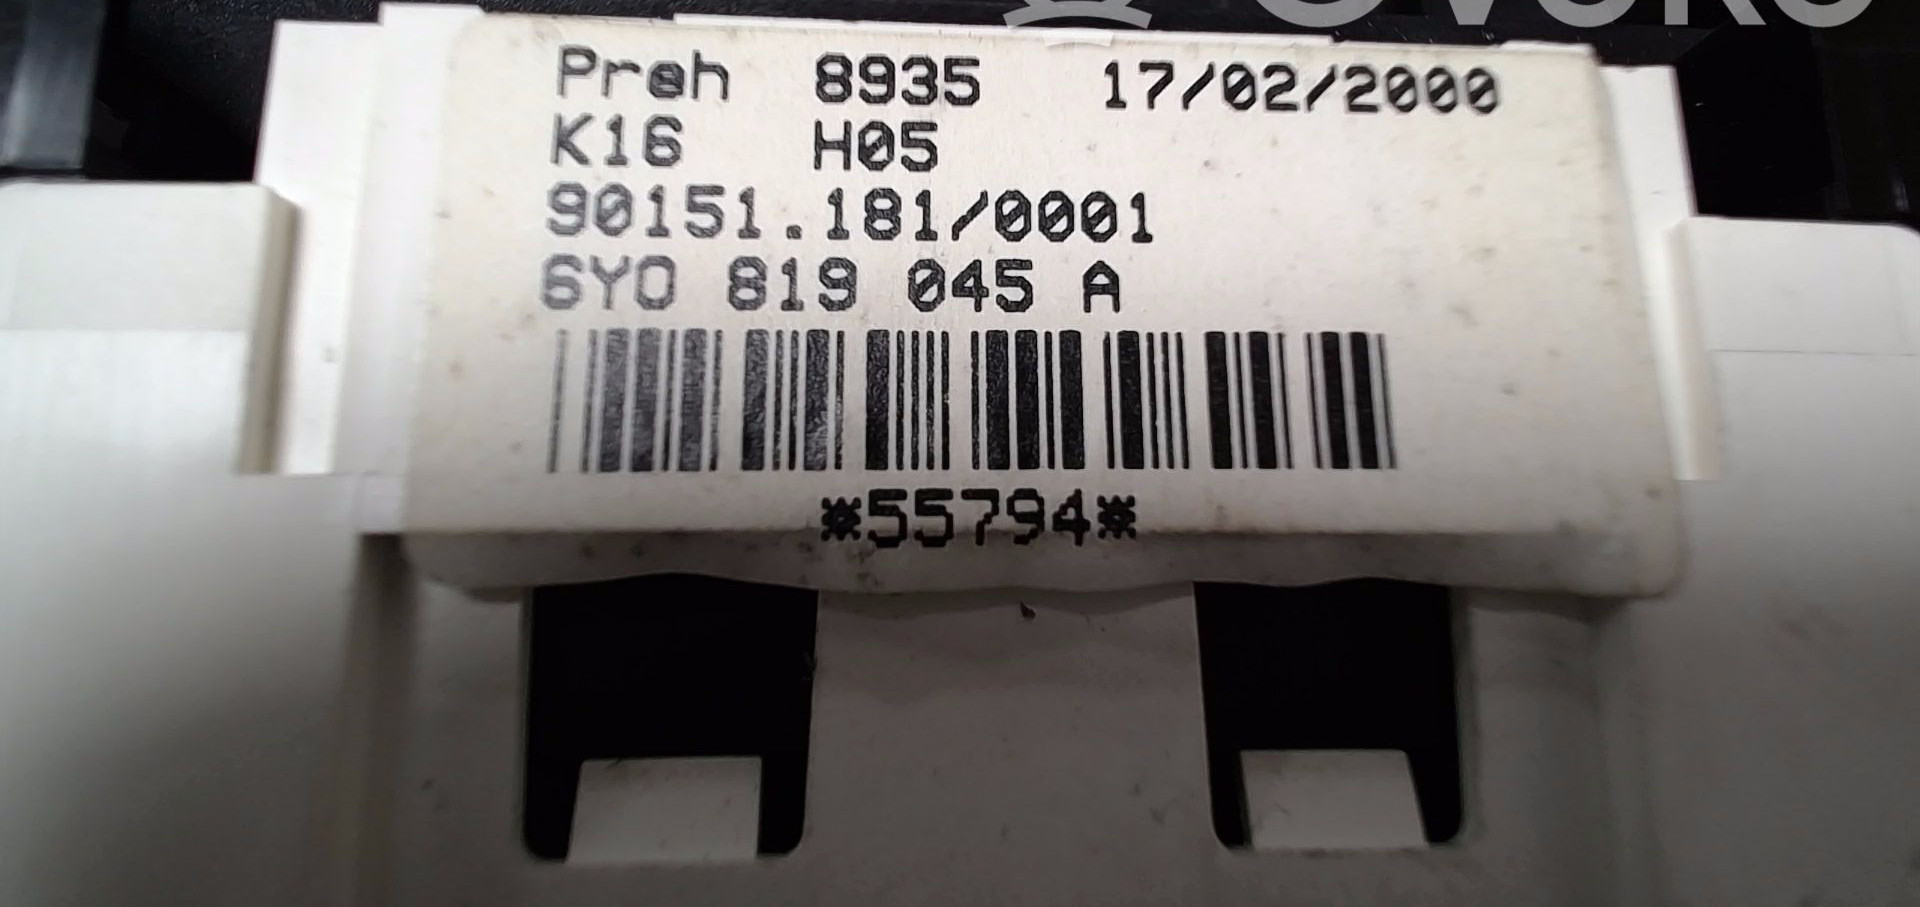 Preh 8935 17/02/2000
K16 H05
90151.181/0001
6Y0 819 045 A
*55794*